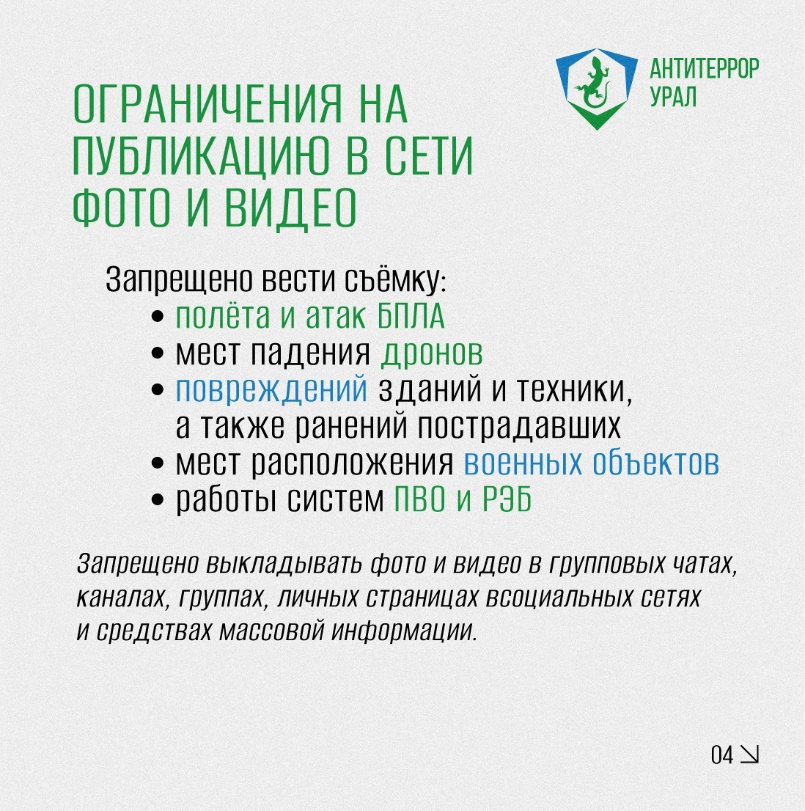 АНТИТЕРРОР
УРАЛ
ОГРАНИЧЕНИЯ НА
ПУБЛИКАЦИЮ В СЕТИ
ФОТО И ВИДЕО
Запрещено вести съёмку:
• полёта и атак БПЛА
• мест падения дронов
• повреждений зданий и техники,
а также ранений пострадавших
• мест расположения военных объектов
• работы систем ПВО и РЭБ
Запрещено выкладывать фото и видео в групповых чатах,
каналах, группах, личных страницах всоциальных сетях
и средствах массовой информации.
04